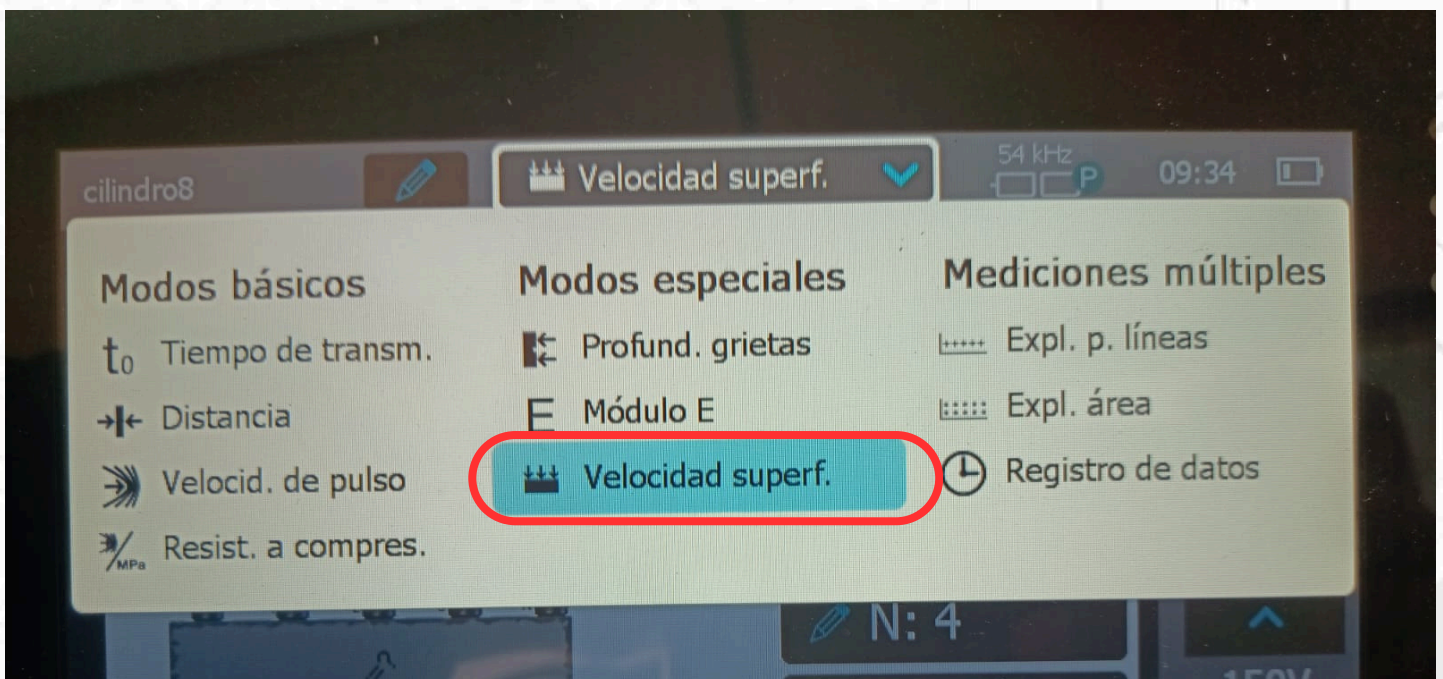 cilindro8
Velocidad superf.
54 kHz
P
09:34
Modos básicos
t0 Tiempo de transm.
Distancia
Velocid. de pulso
MPa Resist. a compres.
Modos especiales
Profund. grietas
E Módulo E
Velocidad superf.
Mediciones múltiples
Expl. p. líneas
Expl. área
Registro de datos
N: 4
150V